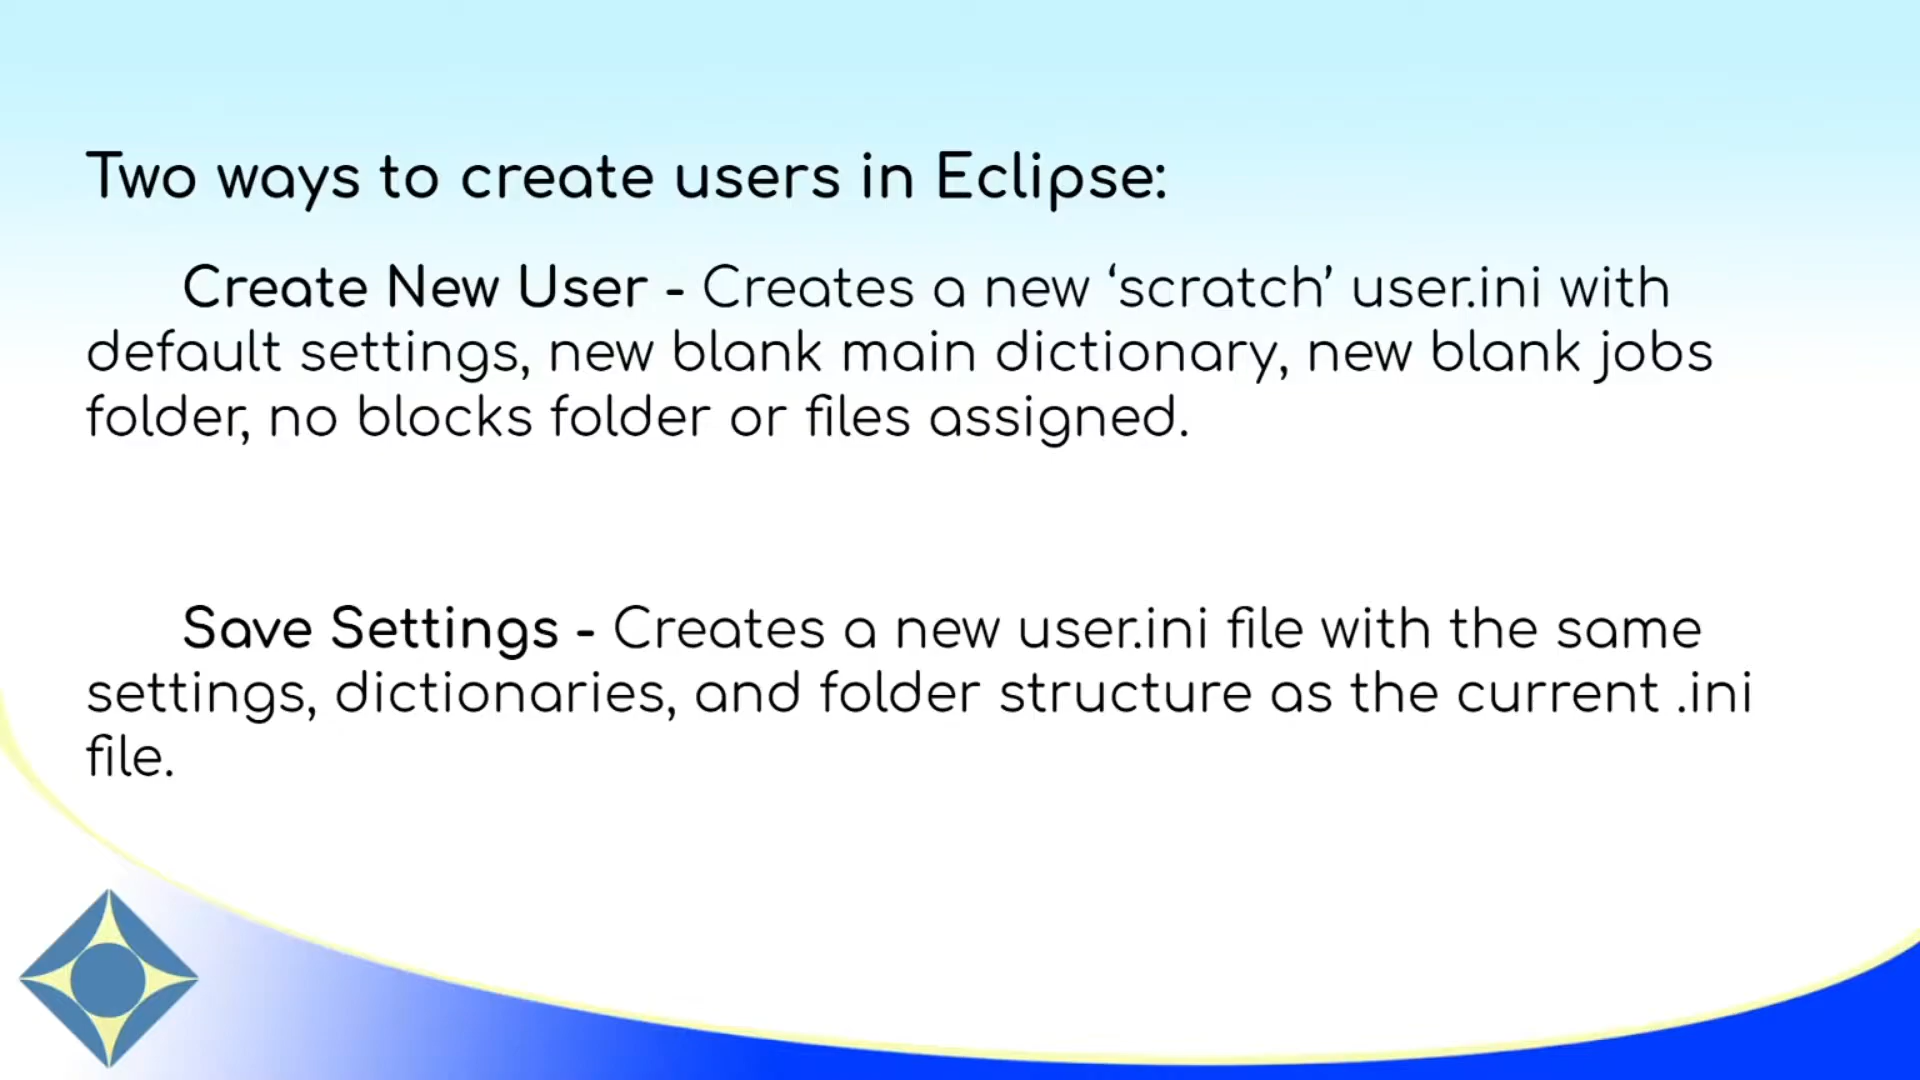 Two ways to create users in Eclipse:
Create New User - Creates a new ‘scratch’ user.ini with
default settings, new blank main dictionary, new blank jobs
folder, no blocks folder or files assigned.
Save Settings - Creates a new user.ini file with the same
settings, dictionaries, and folder structure as the current .ini
file.